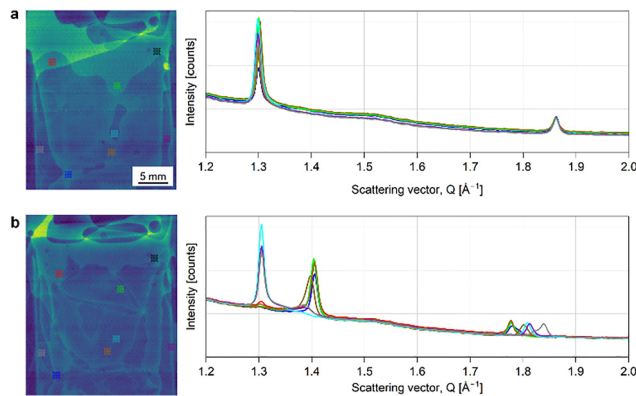 a
Intensity [counts]
5 mm
1.2 1.3 1.4 1.5 1.6 1.7 1.8 1.9 2.0
Scattering vector, Q [Å⁻¹]
b
Intensity [counts]
1.2 1.3 1.4 1.5 1.6 1.7 1.8 1.9 2.0
Scattering vector, Q [Å⁻¹]